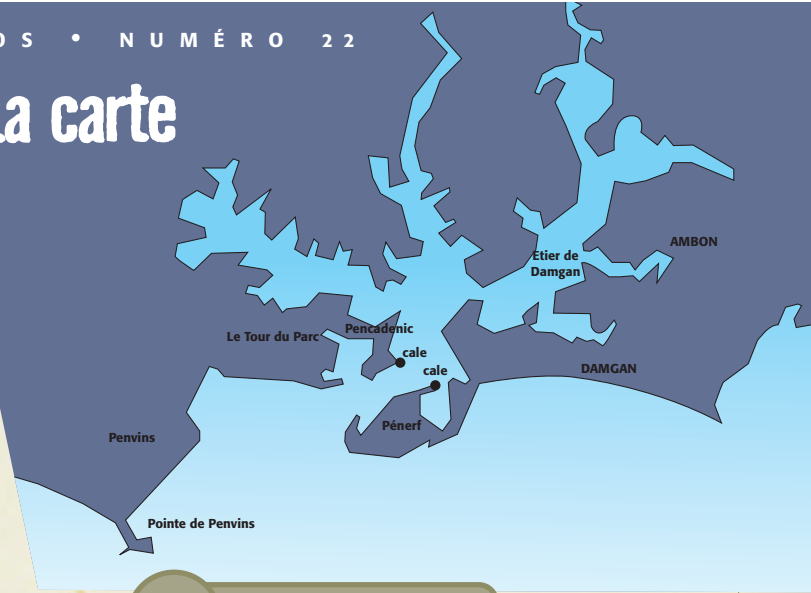 OS • NUMÉRO 22
La carte
AMBON
Etier de
Damgan
Pencadenic
Le Tour du Parc
cale
cale
DAMGAN
Pénerf
Penvins
Pointe de Penvins